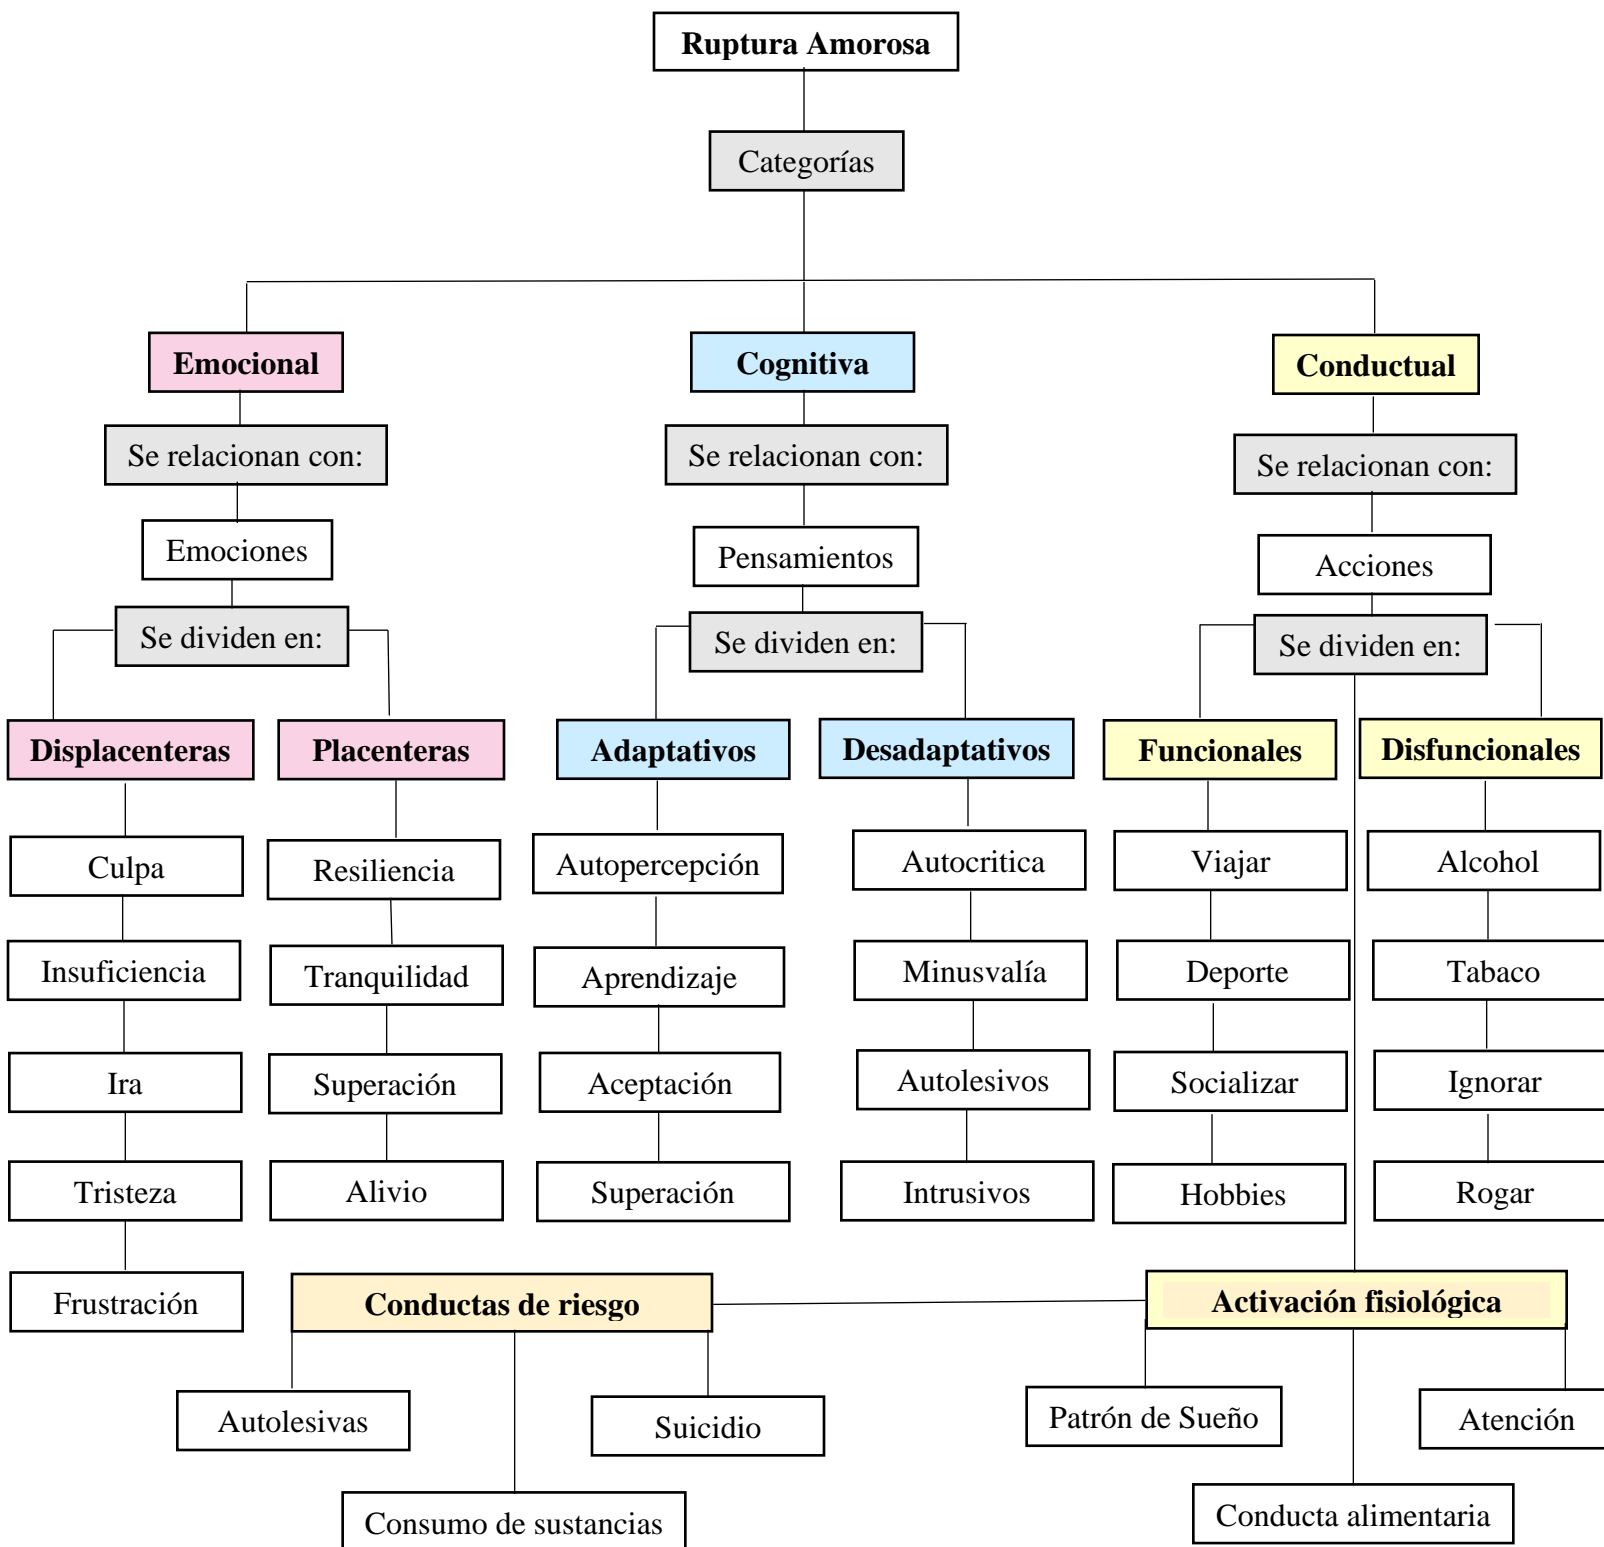 Ruptura Amorosa
Categorías
Emocional
Cognitiva
Conductual
Se relacionan con:
Se relacionan con:
Se relacionan con:
Emociones
Pensamientos
Acciones
Se dividen en:
Se dividen en:
Se dividen en:
Displacenteras
Placenteras
Adaptativos
Desadaptativos
Funcionales
Disfuncionales
Culpa
Resiliencia
Autopercepción
Autocritica
Viajar
Alcohol
Insuficiencia
Tranquilidad
Aprendizaje
Minusvalía
Deporte
Tabaco
Ira
Superación
Aceptación
Autolesivos
Socializar
Ignorar
Tristeza
Alivio
Superación
Intrusivos
Hobbies
Rogar
Frustración
Conductas de riesgo
Activación fisiológica
Autolesivas
Suicidio
Patrón de Sueño
Atención
Consumo de sustancias
Conducta alimentaria